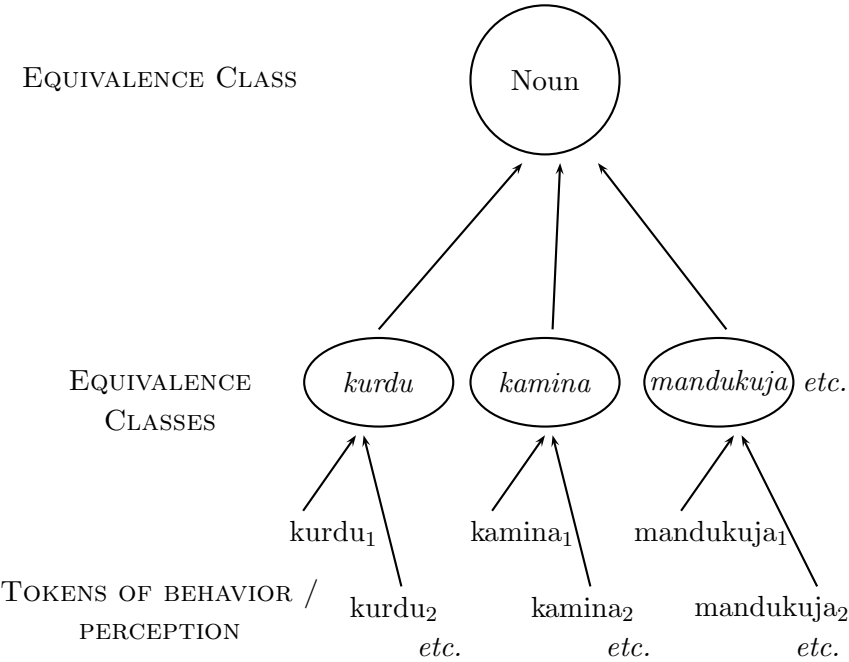 EQUIVALENCE CLASS Noun
EQUIVALENCE CLASSES kurdu kamina mandukuja etc.
kurdu₁ kamina₁ mandukuja₁
TOKENS OF BEHAVIOR / PERCEPTION kurdu₂ kamina₂ mandukuja₂
etc. etc. etc.